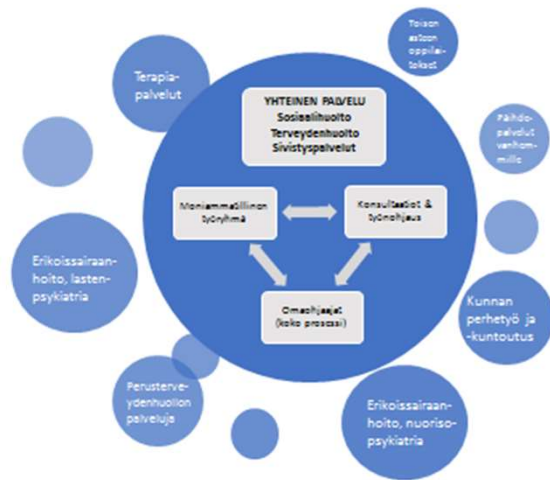 Toisen
asteen
oppilai-
tokset
Terapia-
palvelut
YHTEINEN PALVELU
Sosiaalihuolto
Terveydenhuolto
Sivistyspalvelut
Päihde-
palvelut
vanhem-
mille
Moniammatillinen
työryhmä
Konsultaatiot &
työnohjaus
Erikoissairaan-
hoito, lasten-
psykiatria
Omaohjaajat
(koko prosessi)
Kunnan
perhetyö ja
-kuntoutus
Perusterve-
ydenhuollon
palveluja
Erikoissairaan-
hoito, nuoriso-
psykiatria